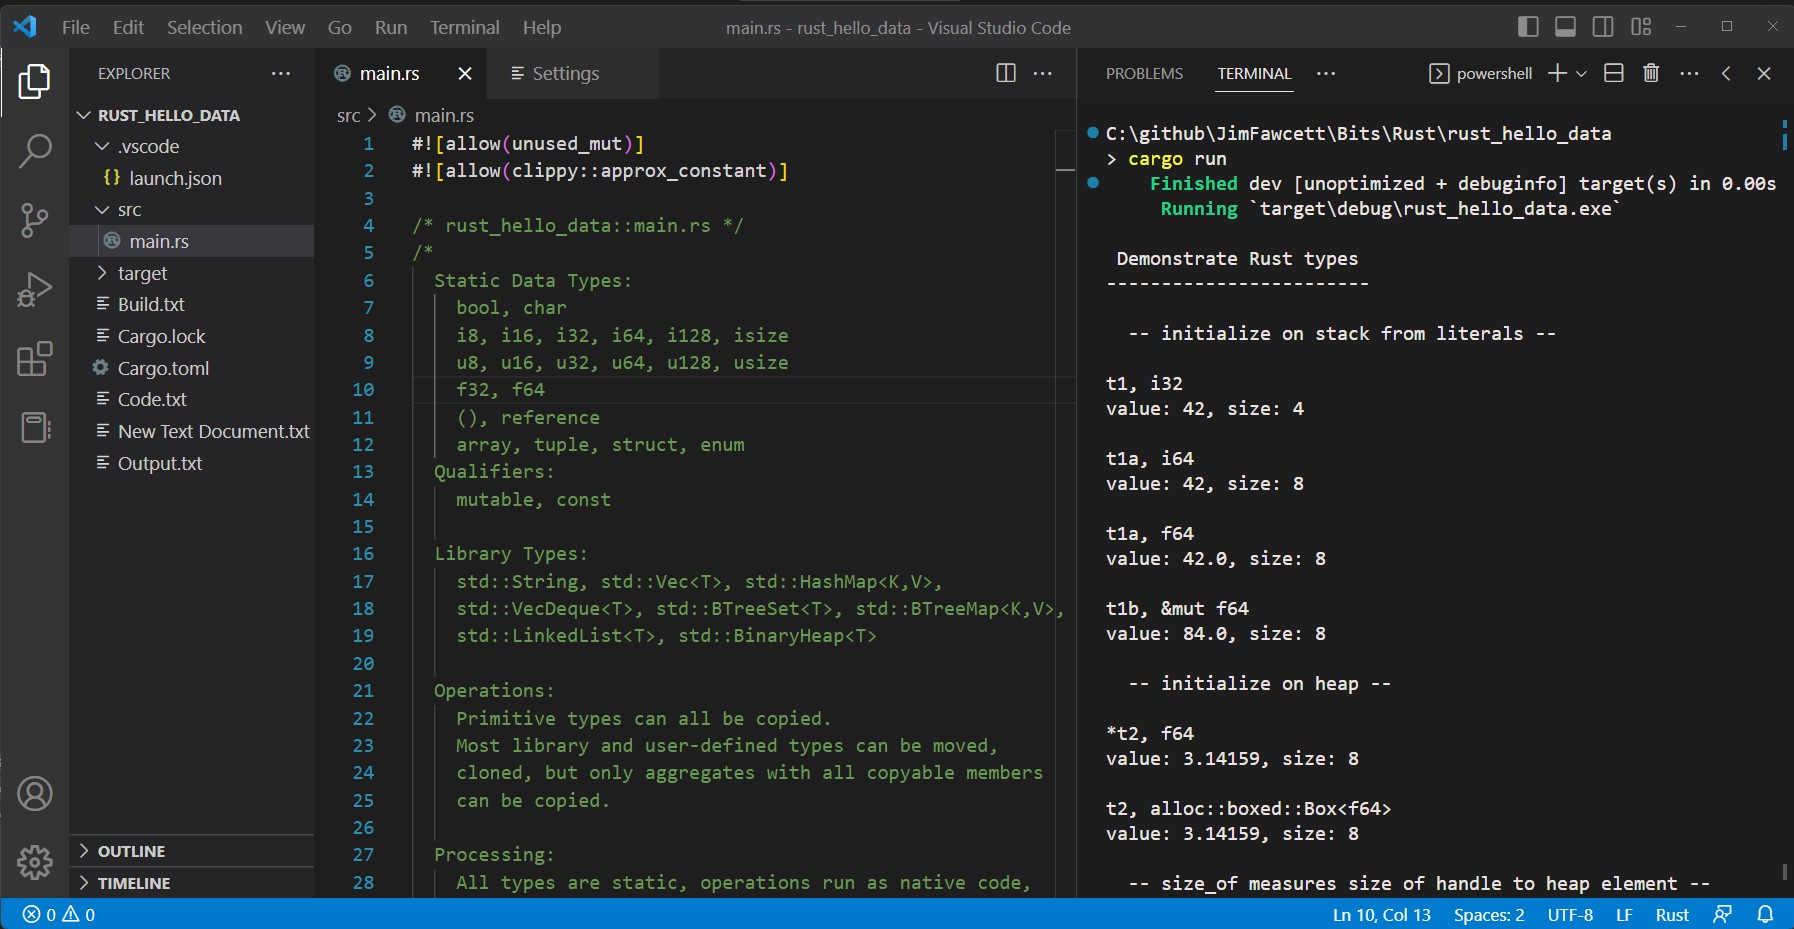 File Edit Selection View Go Run Terminal Help
main.rs - rust_hello_data - Visual Studio Code
EXPLORER
RUST_HELLO_DATA
.vscode
{} launch.json
src
main.rs
target
Build.txt
Cargo.lock
Cargo.toml
Code.txt
New Text Document.txt
Output.txt
OUTLINE
TIMELINE
main.rs
Settings
src > main.rs
1 #![allow(unused_mut)]
2 #![allow(clippy::approx_constant)]
3
4 /* rust_hello_data::main.rs */
5 /*
6 Static Data Types:
7 bool, char
8 i8, i16, i32, i64, i128, isize
9 u8, u16, u32, u64, u128, usize
10 f32, f64
11 (), reference
12 array, tuple, struct, enum
13 Qualifiers:
14 mutable, const
15
16 Library Types:
17 std::String, std::Vec<T>, std::HashMap<K,V>,
18 std::VecDeque<T>, std::BTreeSet<T>, std::BTreeMap<K,V>,
19 std::LinkedList<T>, std::BinaryHeap<T>
20
21 Operations:
22 Primitive types can all be copied.
23 Most library and user-defined types can be moved,
24 cloned, but only aggregates with all copyable members
25 can be copied.
26
27 Processing:
28 All types are static, operations run as native code,
PROBLEMS TERMINAL
powershell
C:\github\JimFawcett\Bits\Rust\rust_hello_data
> cargo run
Finished dev [unoptimized + debuginfo] target(s) in 0.00s
Running `target\debug\rust_hello_data.exe`
Demonstrate Rust types
------------------------
-- initialize on stack from literals --
t1, i32
value: 42, size: 4
t1a, i64
value: 42, size: 8
t1a, f64
value: 42.0, size: 8
t1b, &mut f64
value: 84.0, size: 8
-- initialize on heap --
*t2, f64
value: 3.14159, size: 8
t2, alloc::boxed::Box<f64>
value: 3.14159, size: 8
-- size_of measures size of handle to heap element --
0 0
Ln 10, Col 13 Spaces: 2 UTF-8 LF Rust